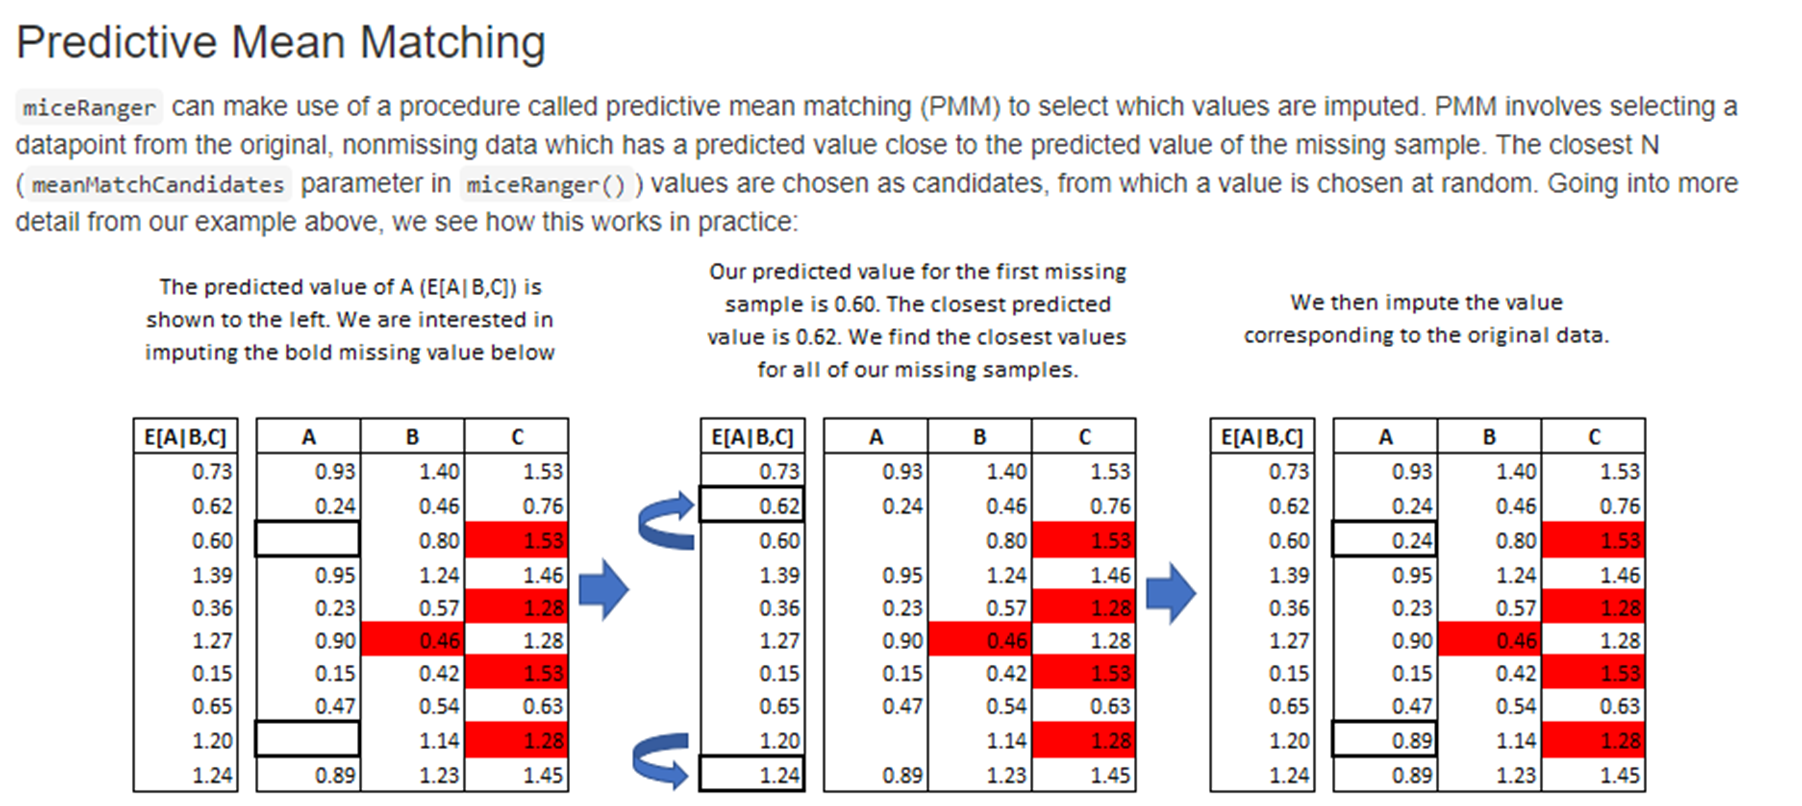 Predictive Mean Matching
miceRanger can make use of a procedure called predictive mean matching (PMM) to select which values are imputed. PMM involves selecting a
datapoint from the original, nonmissing data which has a predicted value close to the predicted value of the missing sample. The closest N
( meanMatchCandidates parameter in miceRanger() ) values are chosen as candidates, from which a value is chosen at random. Going into more
detail from our example above, we see how this works in practice:
The predicted value of A (E[A|B,C]) is
shown to the left. We are interested in
imputing the bold missing value below
Our predicted value for the first missing
sample is 0.60. The closest predicted
value is 0.62. We find the closest values
for all of our missing samples.
We then impute the value
corresponding to the original data.
E[A|B,C] A B C
0.73 0.93 1.40 1.53
0.62 0.24 0.46 0.76
0.60 0.80 1.53
1.39 0.95 1.24 1.46
0.36 0.23 0.57 1.28
1.27 0.90 0.46 1.28
0.15 0.15 0.42 1.53
0.65 0.47 0.54 0.63
1.20 1.14 1.28
1.24 0.89 1.23 1.45
E[A|B,C] A B C
0.73 0.93 1.40 1.53
0.62 0.24 0.46 0.76
0.60 0.80 1.53
1.39 0.95 1.24 1.46
0.36 0.23 0.57 1.28
1.27 0.90 0.46 1.28
0.15 0.15 0.42 1.53
0.65 0.47 0.54 0.63
1.20 1.14 1.28
1.24 0.89 1.23 1.45
E[A|B,C] A B C
0.73 0.93 1.40 1.53
0.62 0.24 0.46 0.76
0.60 0.24 0.80 1.53
1.39 0.95 1.24 1.46
0.36 0.23 0.57 1.28
1.27 0.90 0.46 1.28
0.15 0.15 0.42 1.53
0.65 0.47 0.54 0.63
1.20 0.89 1.14 1.28
1.24 0.89 1.23 1.45